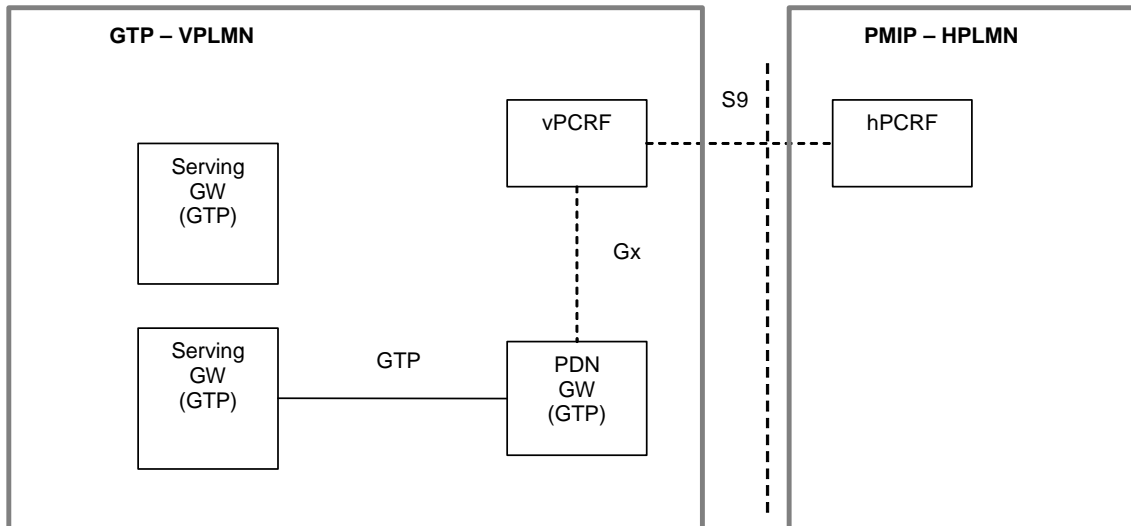 GTP – VPLMN
PMIP – HPLMN
S9
vPCRF
hPCRF
Serving
GW
(GTP)
Gx
Serving
GW
(GTP)
GTP
PDN
GW
(GTP)